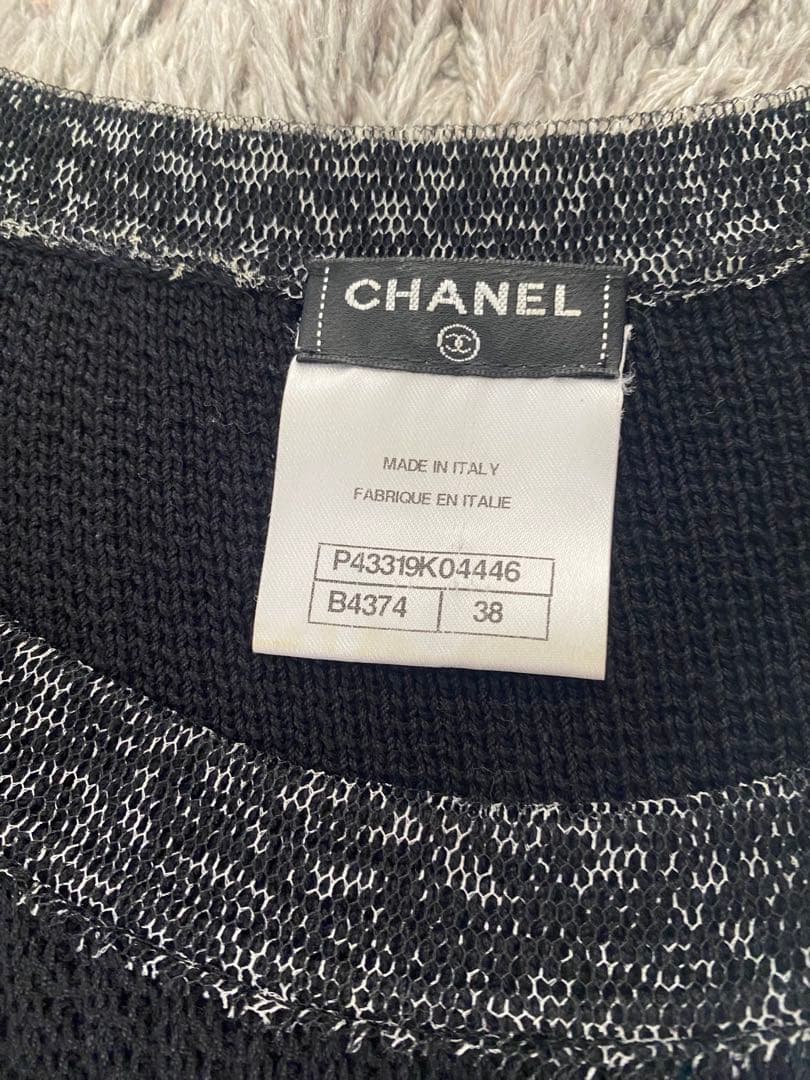 CHANEL
MADE IN ITALY
FABRIQUE EN ITALIE
P43319K04446
B4374 38